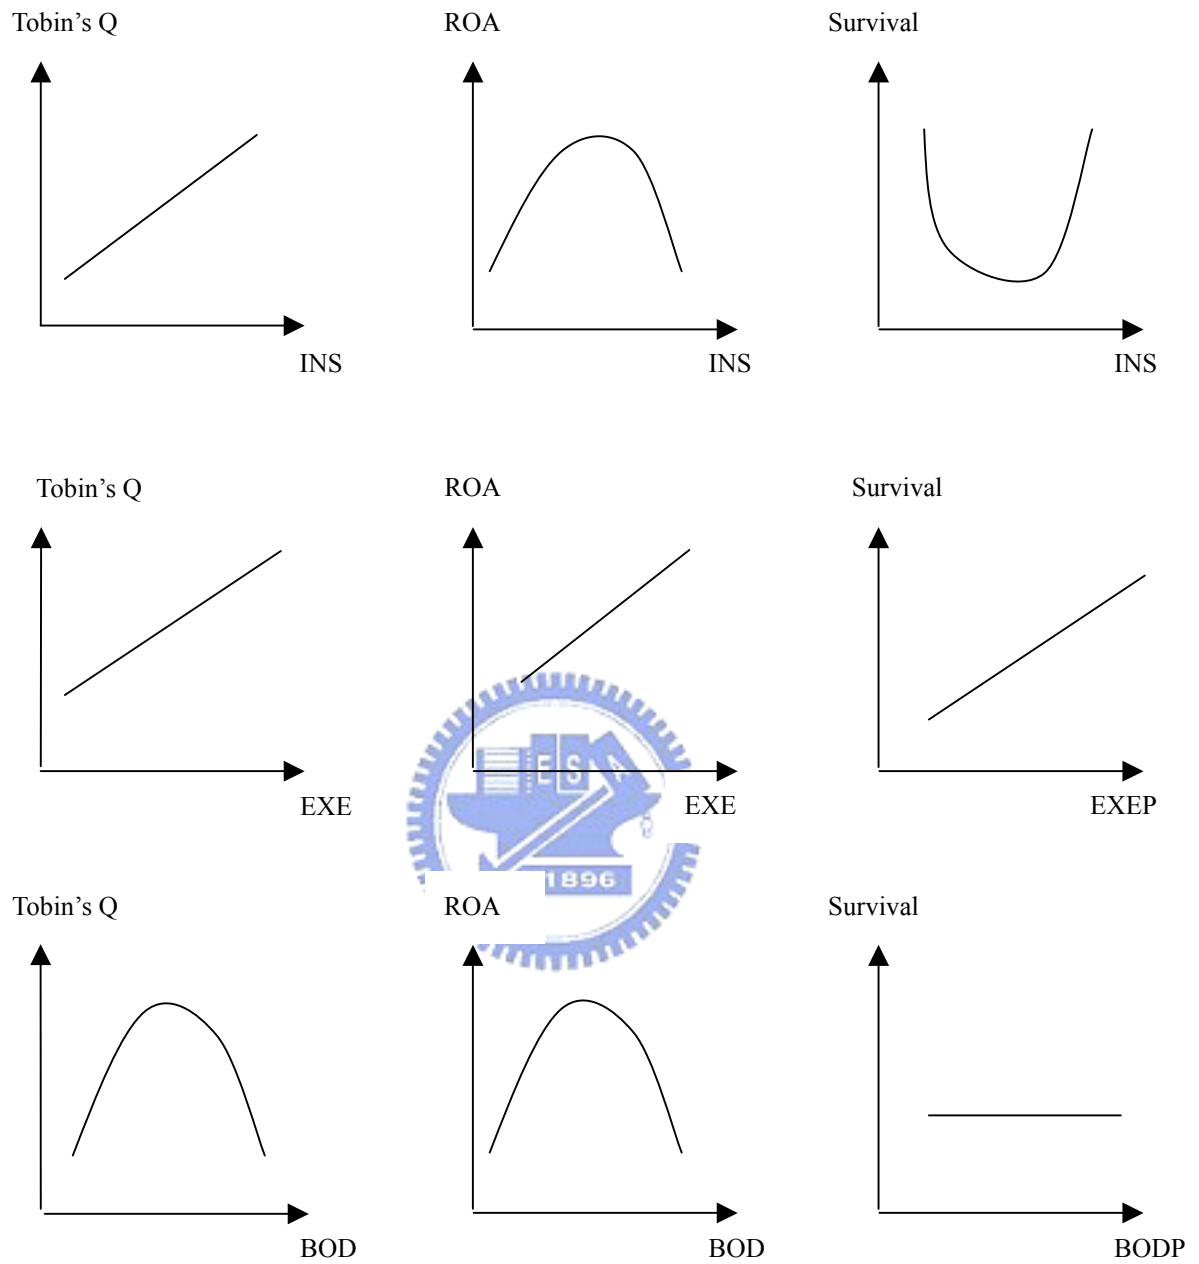 Tobin's Q
ROA
Survival
INS
INS
INS
Tobin's Q
ROA
Survival
E S A
EXE
EXE
EXEP
1896
Tobin's Q
ROA
Survival
BOD
BOD
BODP